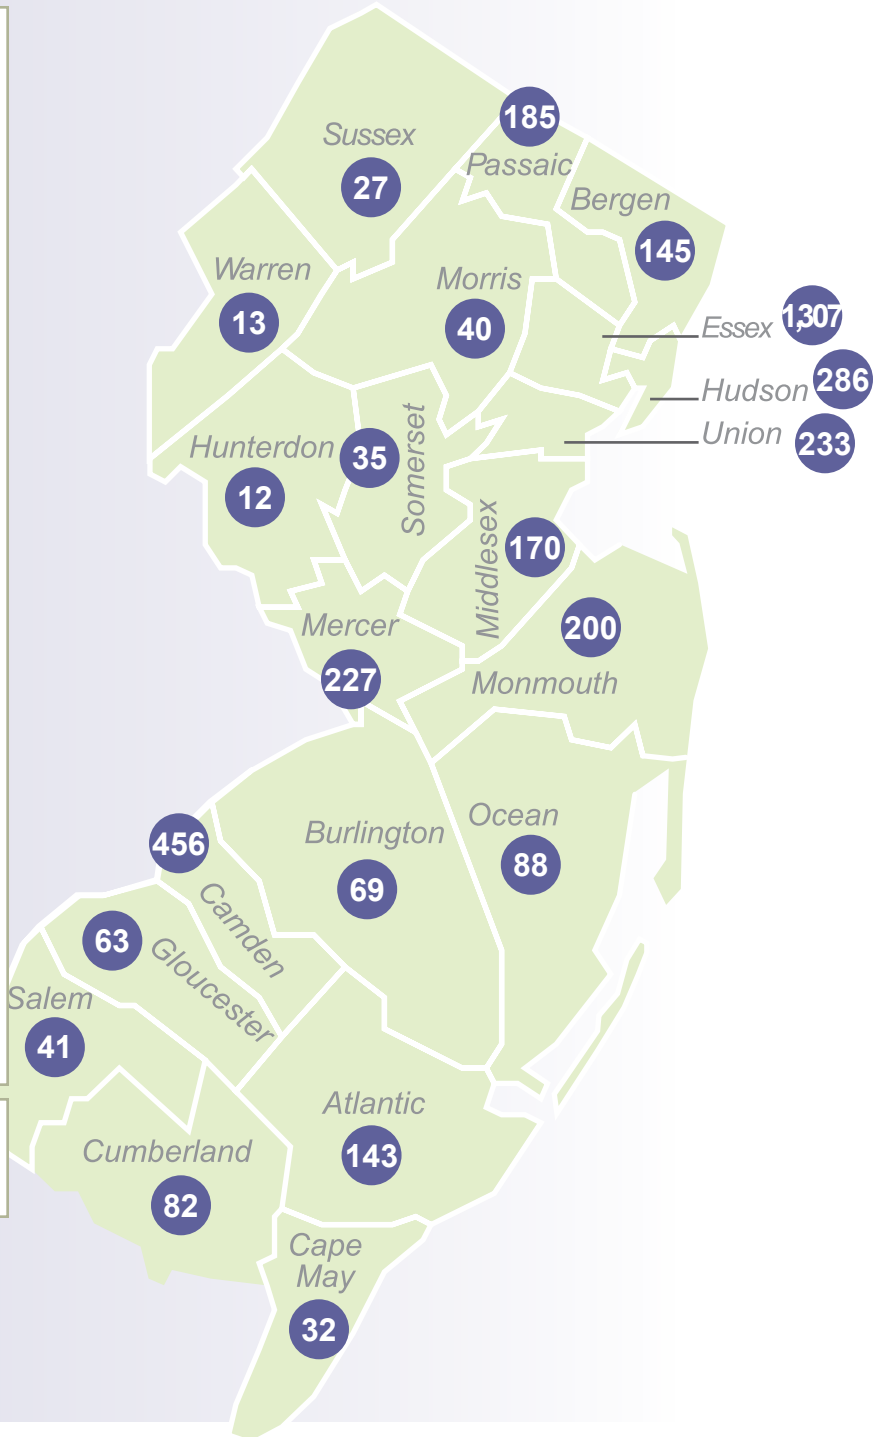 185
Sussex
Passaic
27
Bergen
145
Warren
Morris
13
40
Essex 1,307
Hudson 286
Union 233
Hunterdon
35
Somerset
12
Middlesex
170
Mercer
200
227
Monmouth
Ocean
Burlington
456
88
69
Camden
63
Gloucester
Salem
41
Atlantic
Cumberland
143
82
Cape
May
32